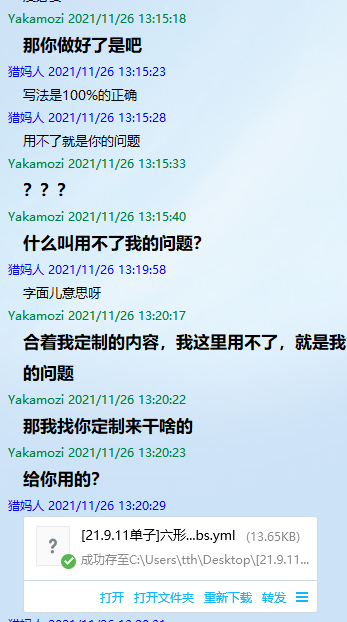 Yakamozi 2021/11/26 13:15:18
那你做好了是吧
猎妈人 2021/11/26 13:15:23
写法是100%的正确
猎妈人 2021/11/26 13:15:28
用不了就是你的问题
Yakamozi 2021/11/26 13:15:33
？？？
Yakamozi 2021/11/26 13:15:40
什么叫用不了我的问题?
猎妈人 2021/11/26 13:19:58
字面儿意思呀
Yakamozi 2021/11/26 13:20:17
合着我定制的内容，我这里用不了，就是我
的问题
Yakamozi 2021/11/26 13:20:22
那我找你定制来干啥的
Yakamozi 2021/11/26 13:20:23
给你用的?
猎妈人 2021/11/26 13:20:29
[21.9.11单子]六形...bs.yml (13.65KB)
成功存至C:\Users\tth\Desktop\[21.9.11...
打开 打开文件夹 重新下载 转发